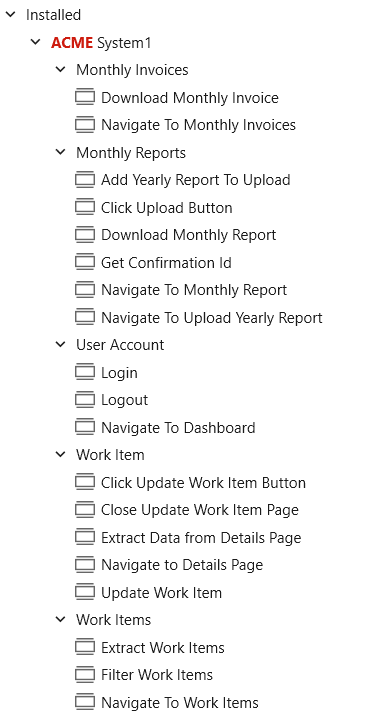 Installed
ACME System1
Monthly Invoices
Download Monthly Invoice
Navigate To Monthly Invoices
Monthly Reports
Add Yearly Report To Upload
Click Upload Button
Download Monthly Report
Get Confirmation Id
Navigate To Monthly Report
Navigate To Upload Yearly Report
User Account
Login
Logout
Navigate To Dashboard
Work Item
Click Update Work Item Button
Close Update Work Item Page
Extract Data from Details Page
Navigate to Details Page
Update Work Item
Work Items
Extract Work Items
Filter Work Items
Navigate To Work Items